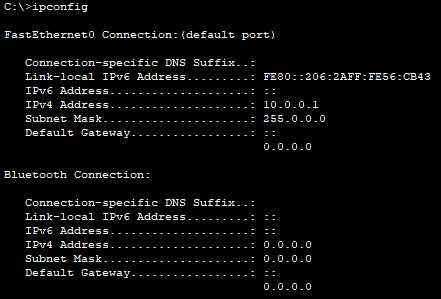 C:\>ipconfig
FastEthernet0 Connection:(default port)
Connection-specific DNS Suffix..:
Link-local IPv6 Address.........: FE80::206:2AFF:FE56:CB43
IPv6 Address....................: ::
IPv4 Address....................: 10.0.0.1
Subnet Mask.....................: 255.0.0.0
Default Gateway.................: ::
0.0.0.0
Bluetooth Connection:
Connection-specific DNS Suffix..:
Link-local IPv6 Address.........: ::
IPv6 Address....................: ::
IPv4 Address....................: 0.0.0.0
Subnet Mask.....................: 0.0.0.0
Default Gateway.................: ::
0.0.0.0